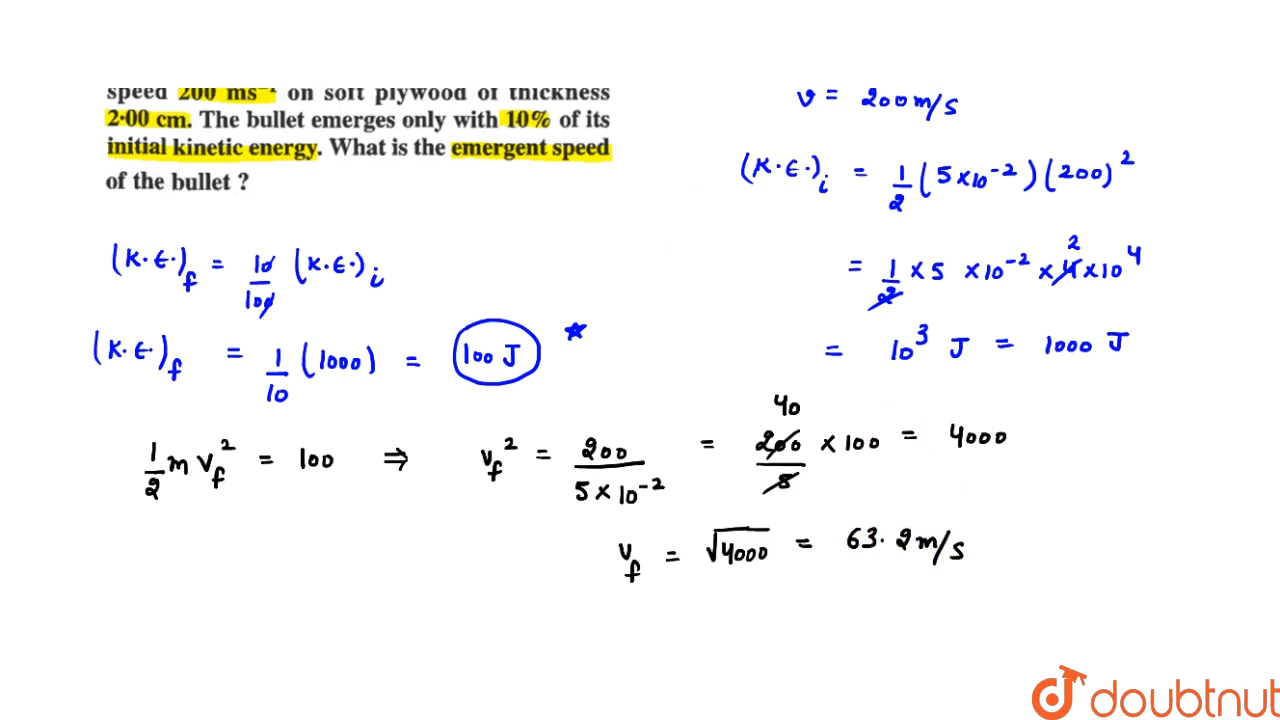 speed 200 ms⁻¹ on soft plywood of thickness
2·00 cm. The bullet emerges only with 10% of its
initial kinetic energy. What is the emergent speed
of the bullet ?
v = 200 m/s
(K·E·)i = 1/2 (5×10⁻²)(200)²
= 1/2 × 5 × 10⁻² × 4 × 10⁴
2
= 10³ J = 1000 J
(K·E·)f = 10/100 (K·E·)i
(K·E·)f = 1/10 (1000) = 100 J
1/2 m vf² = 100 ⇒ vf² = 200/(5×10⁻²) = 200/5 × 100 = 4000
40
vf = √4000 = 63.2 m/s
doubtnut